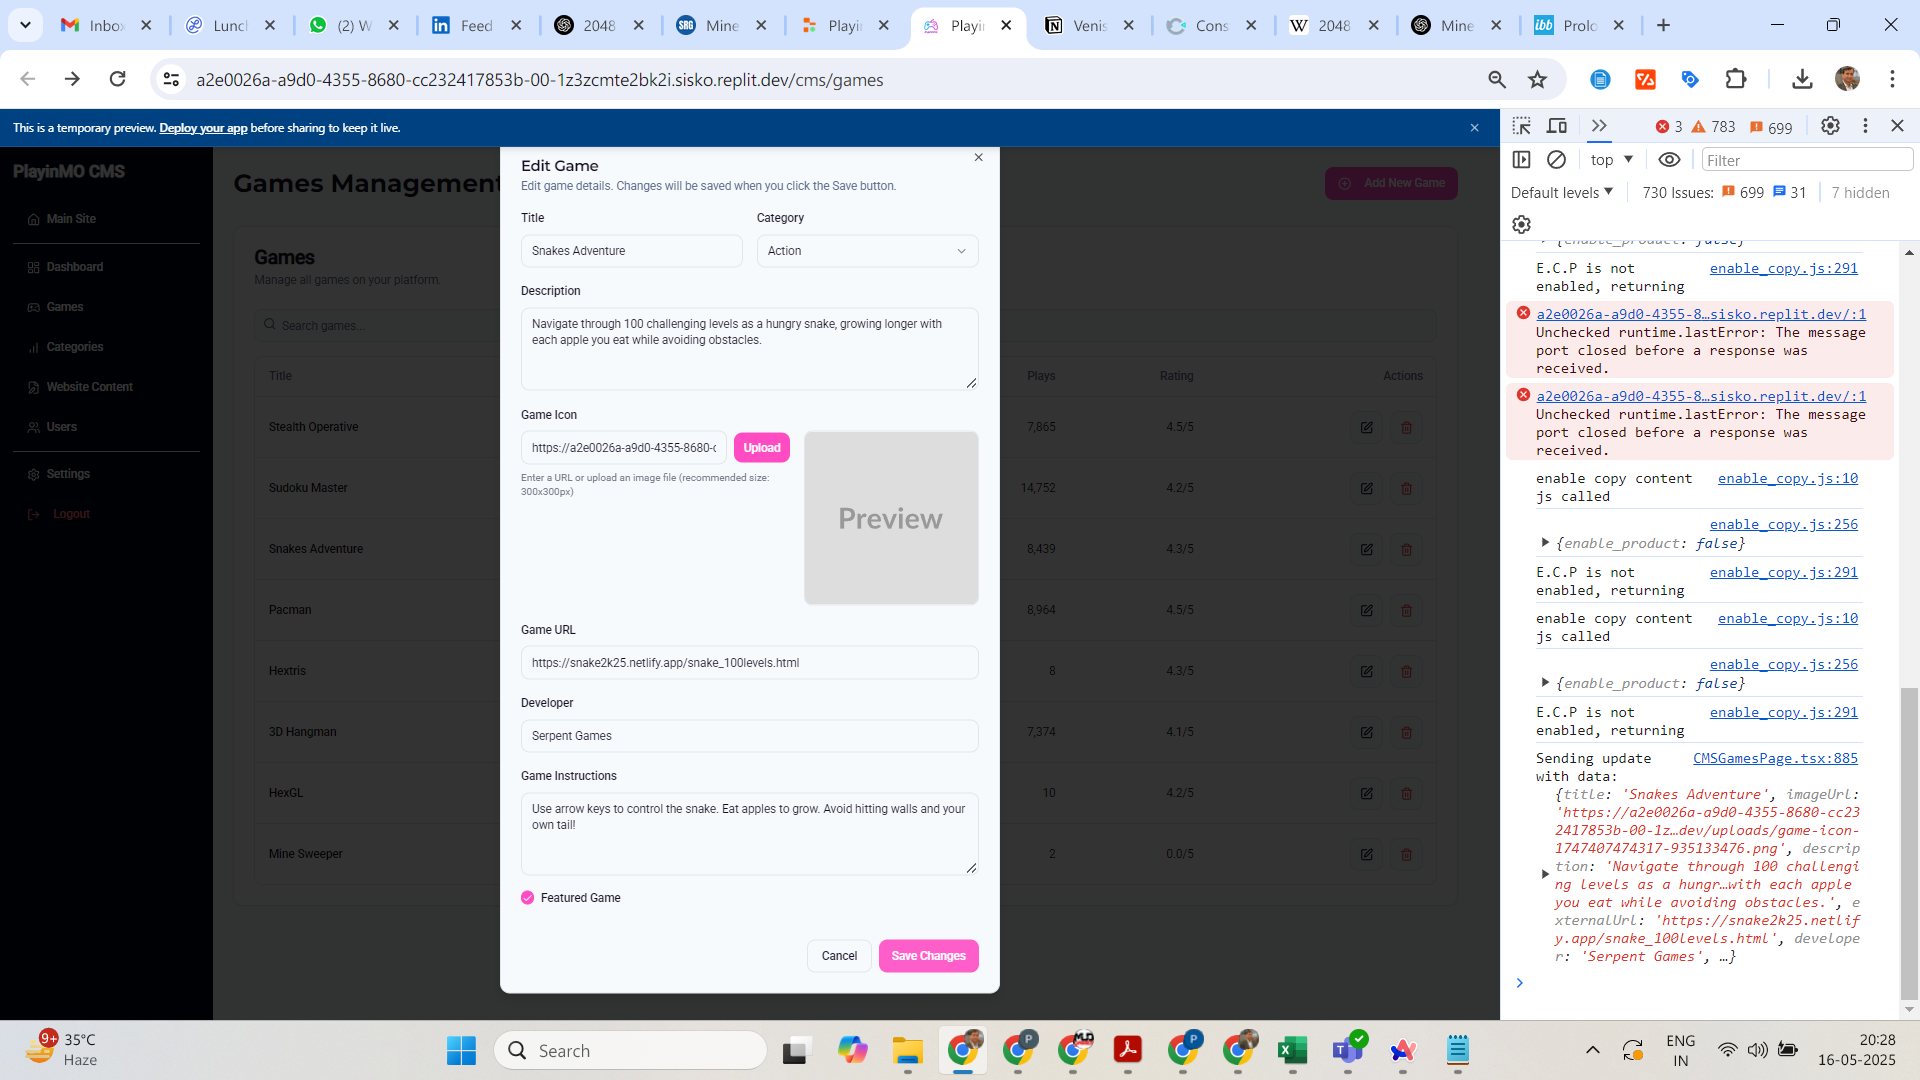 Inbox
Lunch
(2) W
Feed
2048
Mine
Playin
Playin
Venis
Cons
2048
Mine
Prolo
a2e0026a-a9d0-4355-8680-cc232417853b-00-1z3zcmte2bk2i.sisko.replit.dev/cms/games
This is a temporary preview. Deploy your app before sharing to keep it live.
PlayinMO CMS
Main Site
Dashboard
Games
Categories
Website Content
Users
Settings
Logout
Games Management
Add New Game
Games
Manage all games on your platform.
Search games...
Title
Plays
Rating
Actions
Stealth Operative
7,865
4.5/5
Sudoku Master
14,752
4.2/5
Snakes Adventure
8,439
4.3/5
Pacman
8,964
4.5/5
Hextris
8
4.3/5
3D Hangman
7,374
4.1/5
HexGL
10
4.2/5
Mine Sweeper
2
0.0/5
Edit Game
Edit game details. Changes will be saved when you click the Save button.
Title
Category
Snakes Adventure
Action
Description
Navigate through 100 challenging levels as a hungry snake, growing longer with
each apple you eat while avoiding obstacles.
Game Icon
https://a2e0026a-a9d0-4355-8680-c
Upload
Enter a URL or upload an image file (recommended size:
300x300px)
Preview
Game URL
https://snake2k25.netlify.app/snake_100levels.html
Developer
Serpent Games
Game Instructions
Use arrow keys to control the snake. Eat apples to grow. Avoid hitting walls and your
own tail!
Featured Game
Cancel
Save Changes
3
783
699
top
Filter
Default levels
730 Issues:
699
31
7 hidden
{enable_product: false}
E.C.P is not enable_copy.js:291
enabled, returning
a2e0026a-a9d0-4355-8…sisko.replit.dev/:1
Unchecked runtime.lastError: The message
port closed before a response was
received.
a2e0026a-a9d0-4355-8…sisko.replit.dev/:1
Unchecked runtime.lastError: The message
port closed before a response was
received.
enable copy content enable_copy.js:10
js called
enable_copy.js:256
{enable_product: false}
E.C.P is not enable_copy.js:291
enabled, returning
enable copy content enable_copy.js:10
js called
enable_copy.js:256
{enable_product: false}
E.C.P is not enable_copy.js:291
enabled, returning
Sending update CMSGamesPage.tsx:885
with data:
{title: 'Snakes Adventure', imageUrl:
'https://a2e0026a-a9d0-4355-8680-cc23
2417853b-00-1z…dev/uploads/game-icon-
1747407474317-935133476.png', descrip
tion: 'Navigate through 100 challengi
ng levels as a hungr…with each apple
you eat while avoiding obstacles.', e
xternalUrl: 'https://snake2k25.netlif
y.app/snake_100levels.html', develope
r: 'Serpent Games', …}
9+
35°C
Haze
Search
ENG
IN
20:28
16-05-2025